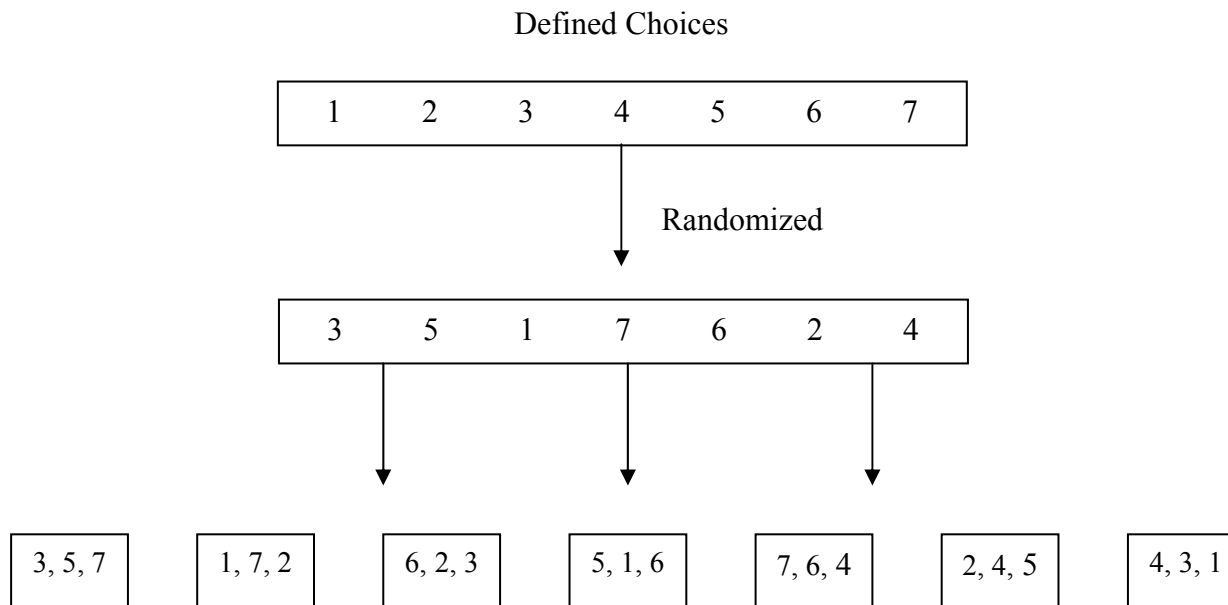 Defined Choices
1 2 3 4 5 6 7
Randomized
3 5 1 7 6 2 4
3, 5, 7
1, 7, 2
6, 2, 3
5, 1, 6
7, 6, 4
2, 4, 5
4, 3, 1